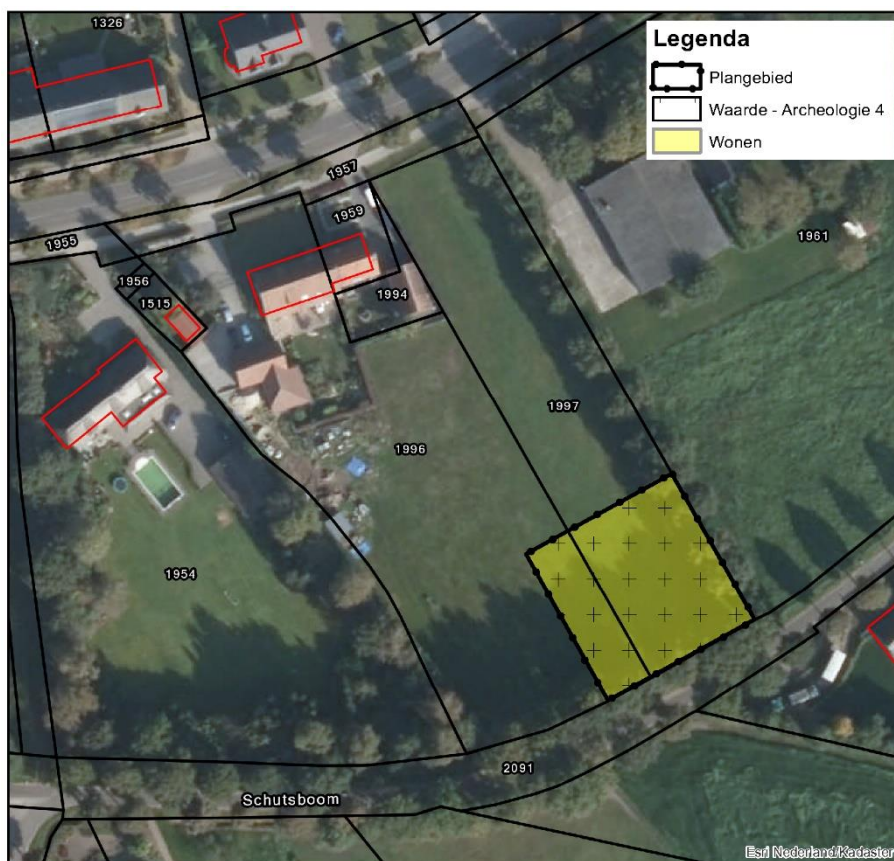 1326
Legenda
Plangebied
Waarde - Archeologie 4
Wonen
1957
1959
1955
1961
1956
1994
1515
1997
1996
1954
2091
Schutsboom
Esri Nederland/Kadaster